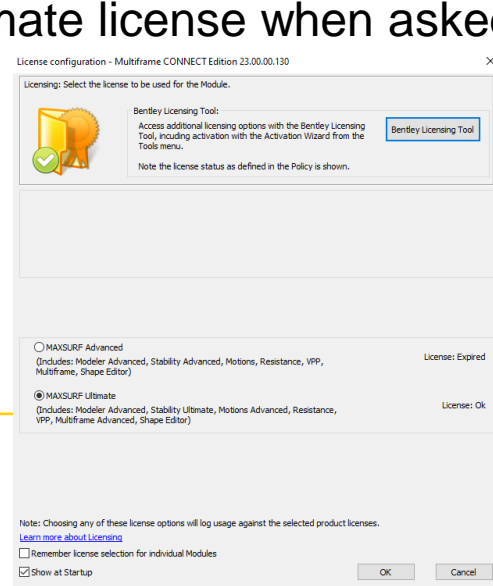 mate license when asked
License configuration - Multiframe CONNECT Edition 23.00.00.130
Licensing: Select the license to be used for the Module.
Bentley Licensing Tool:
Access additional licensing options with the Bentley Licensing
Tool, incuding activation with the Activation Wizard from the
Tools menu.
Bentley Licensing Tool
Note the license status as defined in the Policy is shown.
MAXSURF Advanced
(Includes: Modeler Advanced, Stability Advanced, Motions, Resistance, VPP,
Multiframe, Shape Editor)
License: Expired
MAXSURF Ultimate
(Includes: Modeler Advanced, Stability Ultimate, Motions Advanced, Resistance,
VPP, Multiframe Advanced, Shape Editor)
License: Ok
Note: Choosing any of these license options will log usage against the selected product licenses.
Learn more about Licensing
Remember license selection for individual Modules
Show at Startup
OK
Cancel